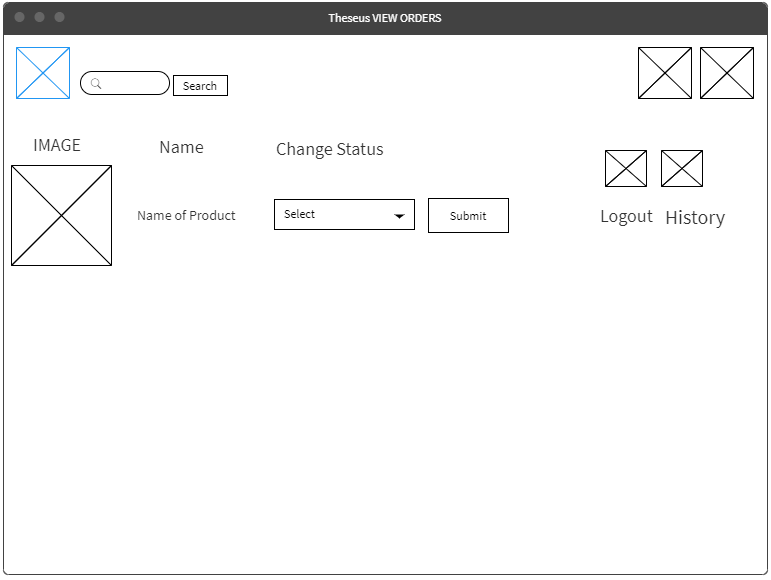 Theseus VIEW ORDERS
Search
IMAGE
Name
Change Status
Name of Product
Select
Submit
Logout
History